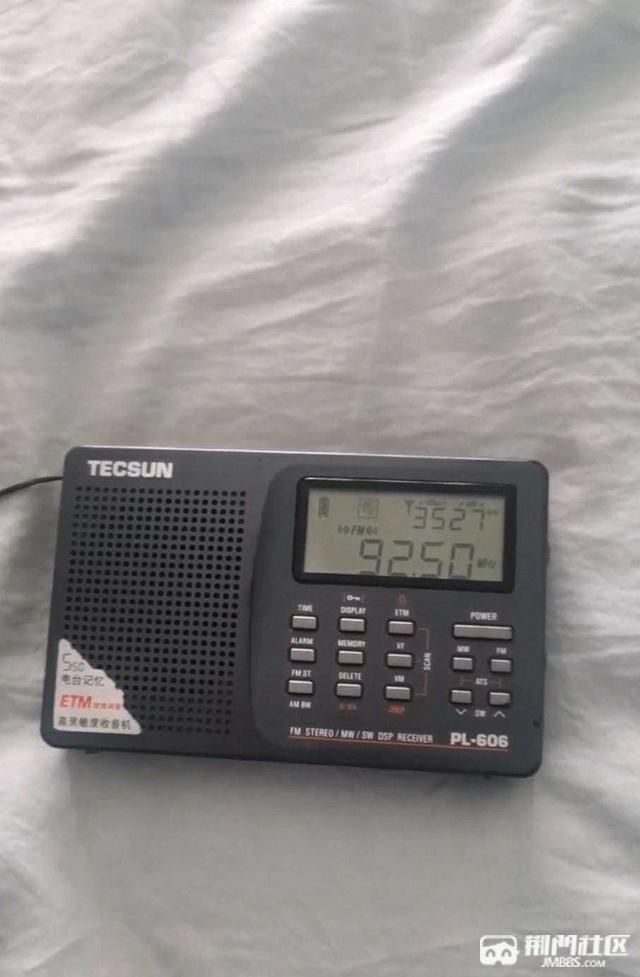 TECSUN
3527
FM
92.50 MHz
TIME
DISPLAY
ETM
POWER
ALARM
MEMORY
VF
MW
FM
SCAN
FM ST.
DELETE
VM
ATS
AM BW
SW
550
电台记忆
ETM
高灵敏度收音机
FM STEREO / MW / SW DSP RECEIVER
PL-606
荆門社区
JMBBS.COM